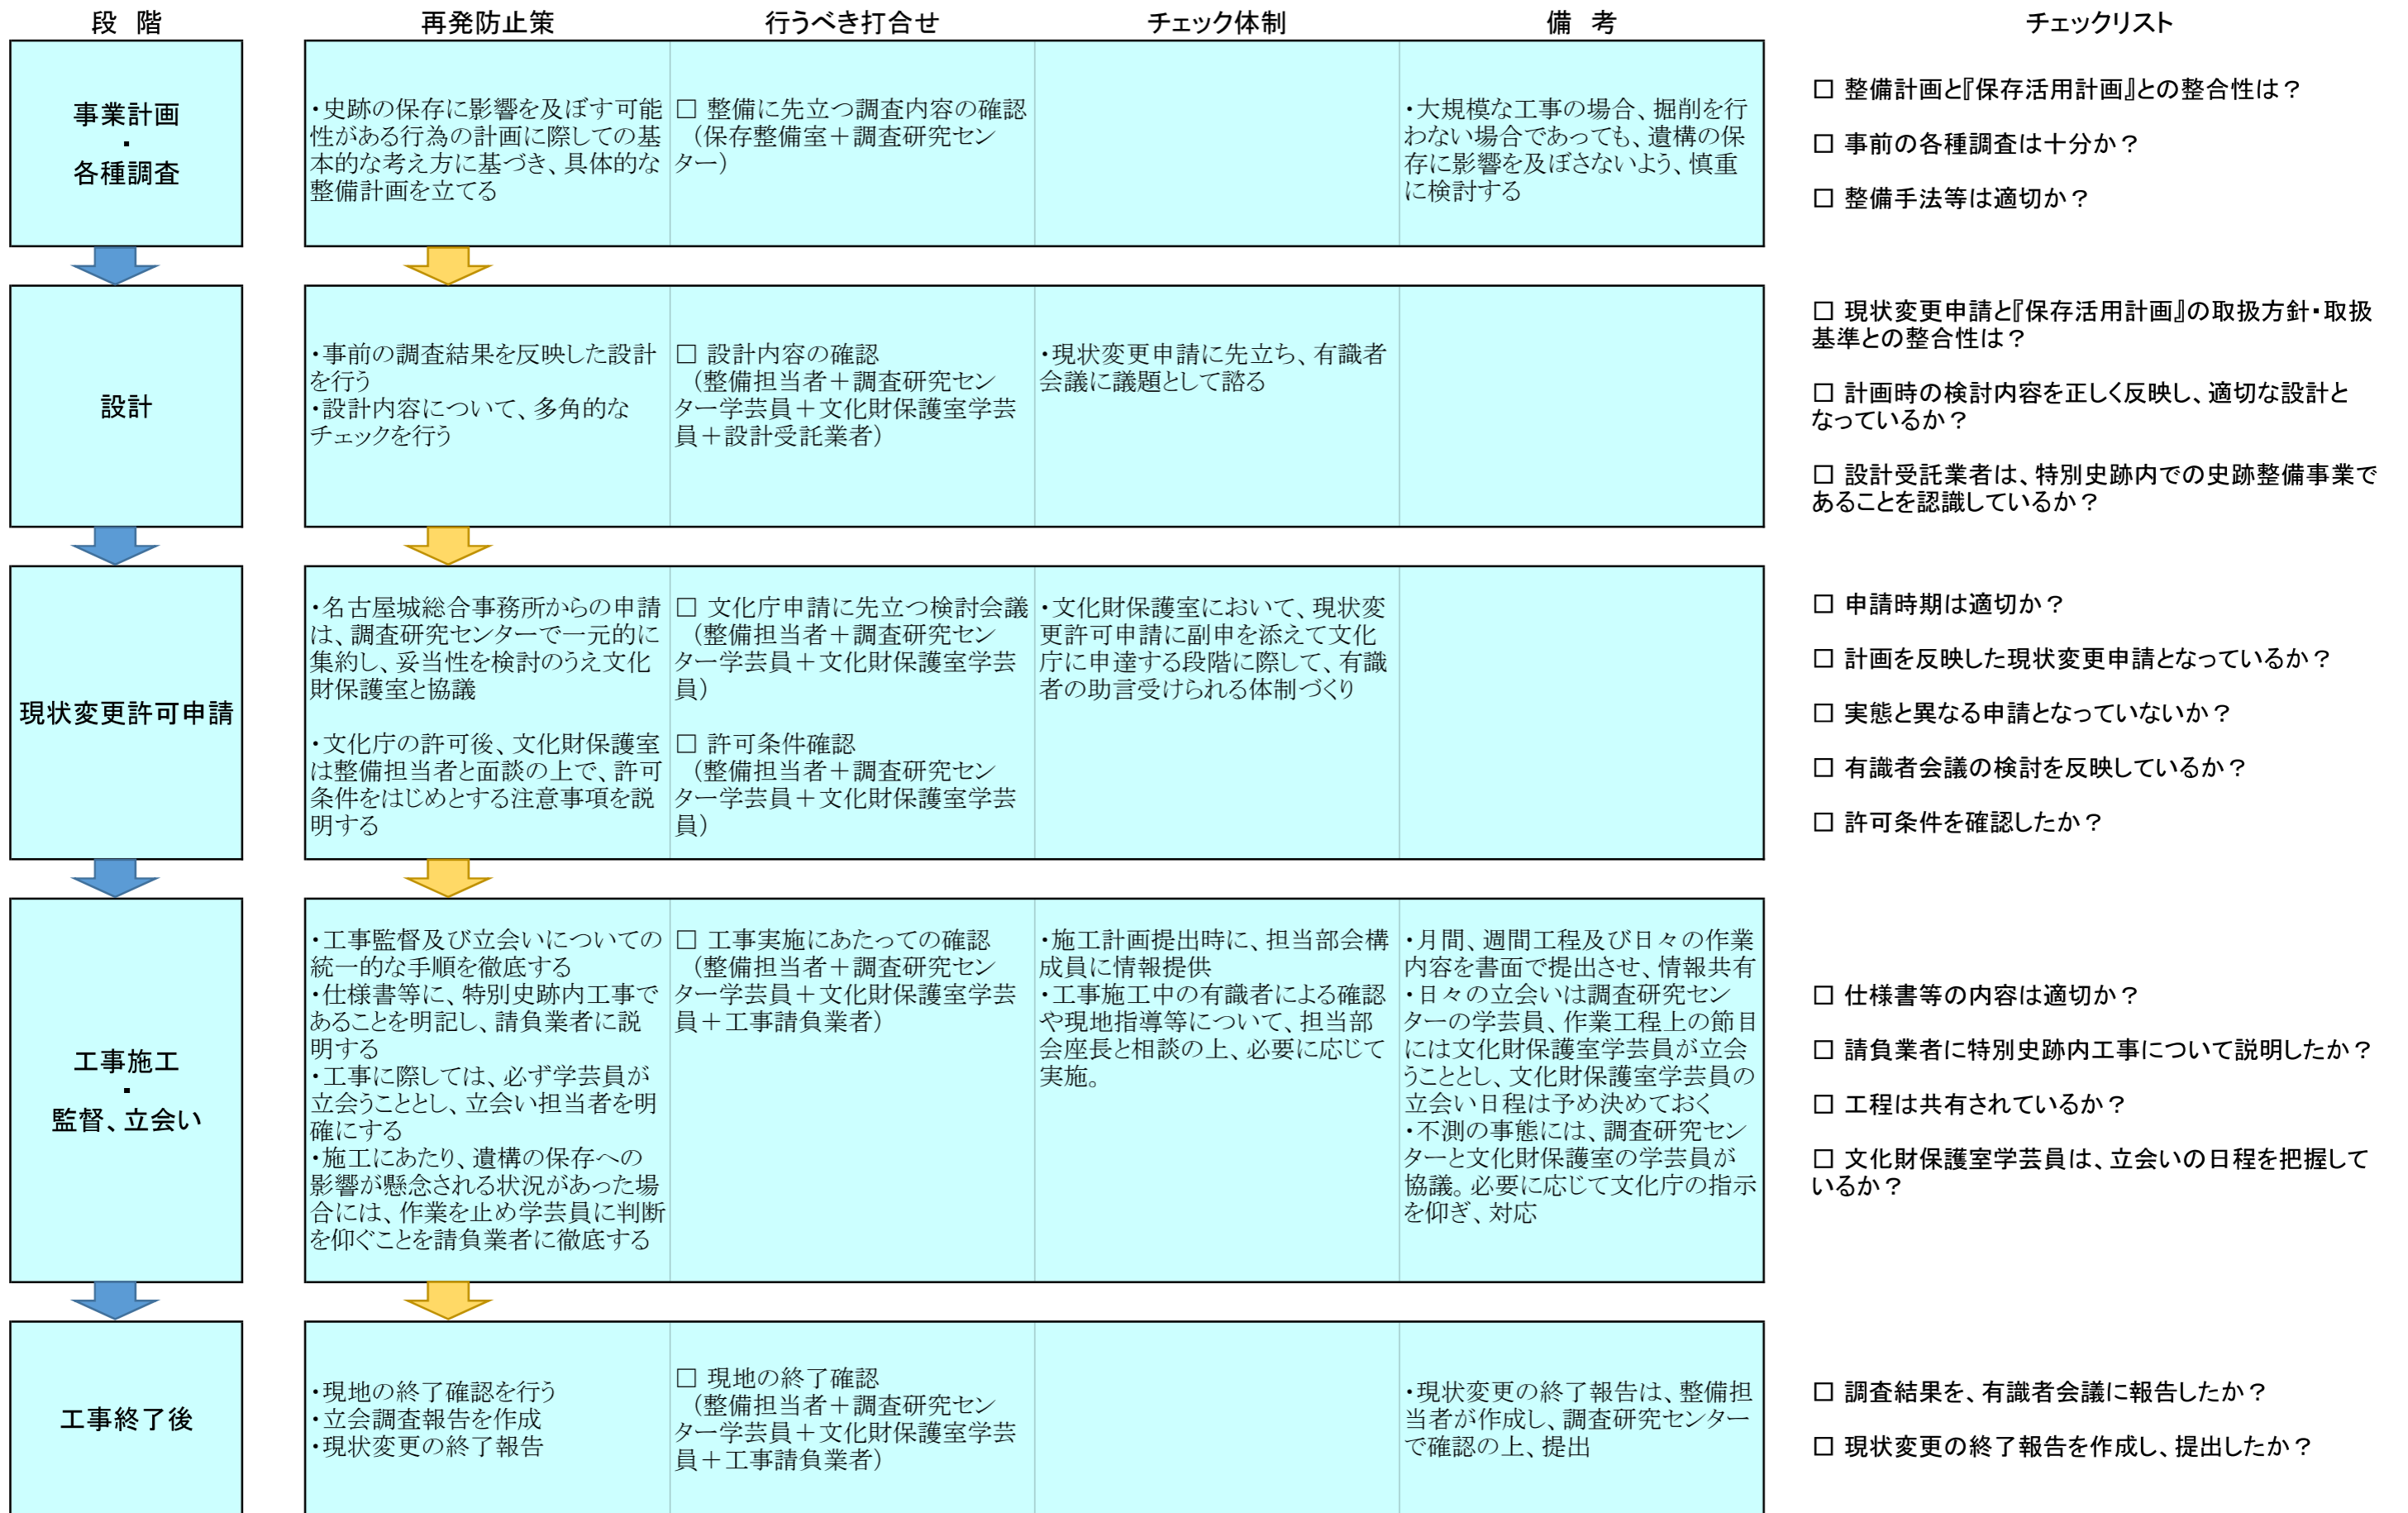 段 階
再発防止策
行うべき打合せ
チェック体制
備 考
チェックリスト
事業計画
・
各種調査
・史跡の保存に影響を及ぼす可能
性がある行為の計画に際しての基
本的な考え方に基づき、具体的な
整備計画を立てる
□ 整備に先立つ調査内容の確認
（保存整備室＋調査研究セン
ター）
・大規模な工事の場合、掘削を行
わない場合であっても、遺構の保
存に影響を及ぼさないよう、慎重
に検討する
□ 整備計画と『保存活用計画』との整合性は？
□ 事前の各種調査は十分か？
□ 整備手法等は適切か？
設計
・事前の調査結果を反映した設計
を行う
・設計内容について、多角的な
チェックを行う
□ 設計内容の確認
（整備担当者＋調査研究セン
ター学芸員＋文化財保護室学芸
員＋設計受託業者）
・現状変更申請に先立ち、有識者
会議に議題として諮る
□ 現状変更申請と『保存活用計画』の取扱方針・取扱
基準との整合性は？
□ 計画時の検討内容を正しく反映し、適切な設計と
なっているか？
□ 設計受託業者は、特別史跡内での史跡整備事業で
あることを認識しているか？
現状変更許可申請
・名古屋城総合事務所からの申請
は、調査研究センターで一元的に
集約し、妥当性を検討のうえ文化
財保護室と協議
・文化庁の許可後、文化財保護室
は整備担当者と面談の上で、許可
条件をはじめとする注意事項を説
明する
□ 文化庁申請に先立つ検討会議
（整備担当者＋調査研究セン
ター学芸員＋文化財保護室学芸
員）
□ 許可条件確認
（整備担当者＋調査研究セン
ター学芸員＋文化財保護室学芸
員）
・文化財保護室において、現状変
更許可申請に副申を添えて文化
庁に申達する段階に際して、有識
者の助言受けられる体制づくり
□ 申請時期は適切か？
□ 計画を反映した現状変更申請となっているか？
□ 実態と異なる申請となっていないか？
□ 有識者会議の検討を反映しているか？
□ 許可条件を確認したか？
工事施工
・
監督、立会い
・工事監督及び立会いについての
統一的な手順を徹底する
・仕様書等に、特別史跡内工事で
あることを明記し、請負業者に説
明する
・工事に際しては、必ず学芸員が
立会うこととし、立会い担当者を明
確にする
・施工にあたり、遺構の保存への
影響が懸念される状況があった場
合には、作業を止め学芸員に判断
を仰ぐことを請負業者に徹底する
□ 工事実施にあたっての確認
（整備担当者＋調査研究セン
ター学芸員＋文化財保護室学芸
員＋工事請負業者）
・施工計画提出時に、担当部会構
成員に情報提供
・工事施工中の有識者による確認
や現地指導等について、担当部
会座長と相談の上、必要に応じて
実施。
・月間、週間工程及び日々の作業
内容を書面で提出させ、情報共有
・日々の立会いは調査研究セン
ターの学芸員、作業工程上の節目
には文化財保護室学芸員が立会
うこととし、文化財保護室学芸員の
立会い日程は予め決めておく
・不測の事態には、調査研究セン
ターと文化財保護室の学芸員が
協議。必要に応じて文化庁の指示
を仰ぎ、対応
□ 仕様書等の内容は適切か？
□ 請負業者に特別史跡内工事について説明したか？
□ 工程は共有されているか？
□ 文化財保護室学芸員は、立会いの日程を把握して
いるか？
工事終了後
・現地の終了確認を行う
・立会調査報告を作成
・現状変更の終了報告
□ 現地の終了確認
（整備担当者＋調査研究セン
ター学芸員＋文化財保護室学芸
員＋工事請負業者）
・現状変更の終了報告は、整備担
当者が作成し、調査研究センター
で確認の上、提出
□ 調査結果を、有識者会議に報告したか？
□ 現状変更の終了報告を作成し、提出したか？